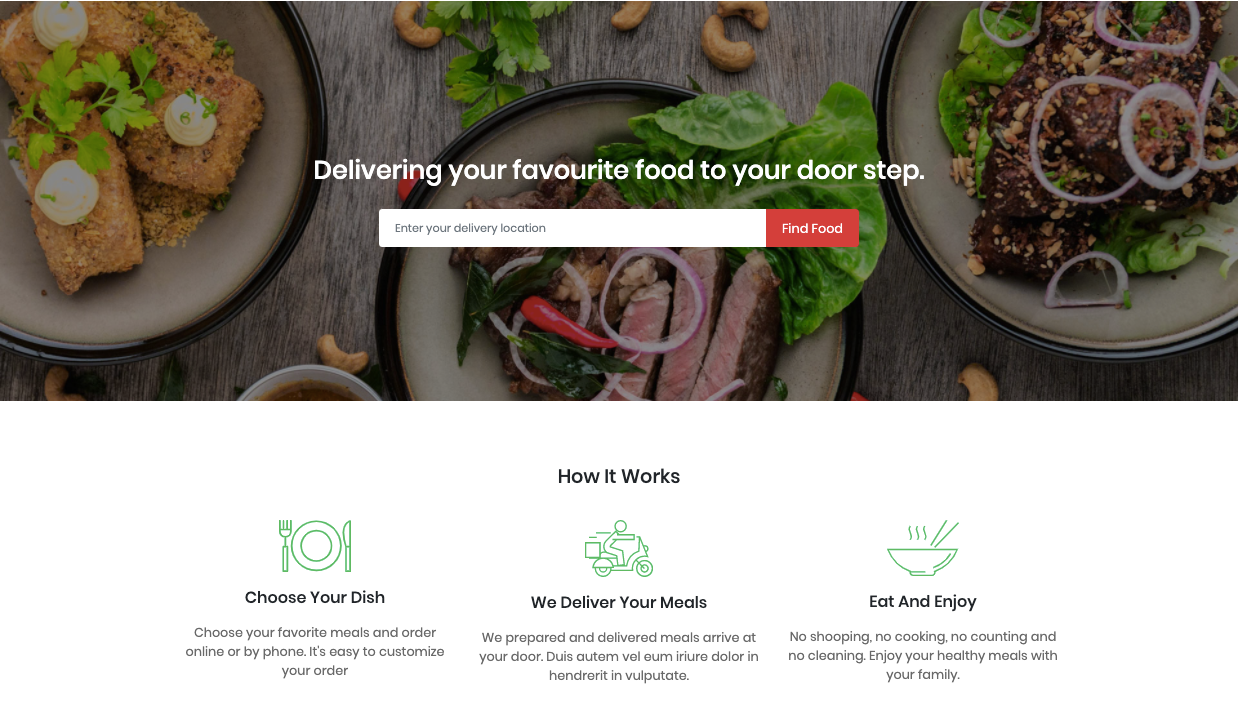 Delivering your favourite food to your door step.
Enter your delivery location
Find Food
How It Works
Choose Your Dish
Choose your favorite meals and order
online or by phone. It's easy to customize
your order
We Deliver Your Meals
We prepared and delivered meals arrive at
your door. Duis autem vel eum iriure dolor in
hendrerit in vulputate.
Eat And Enjoy
No shooping, no cooking, no counting and
no cleaning. Enjoy your healthy meals with
your family.